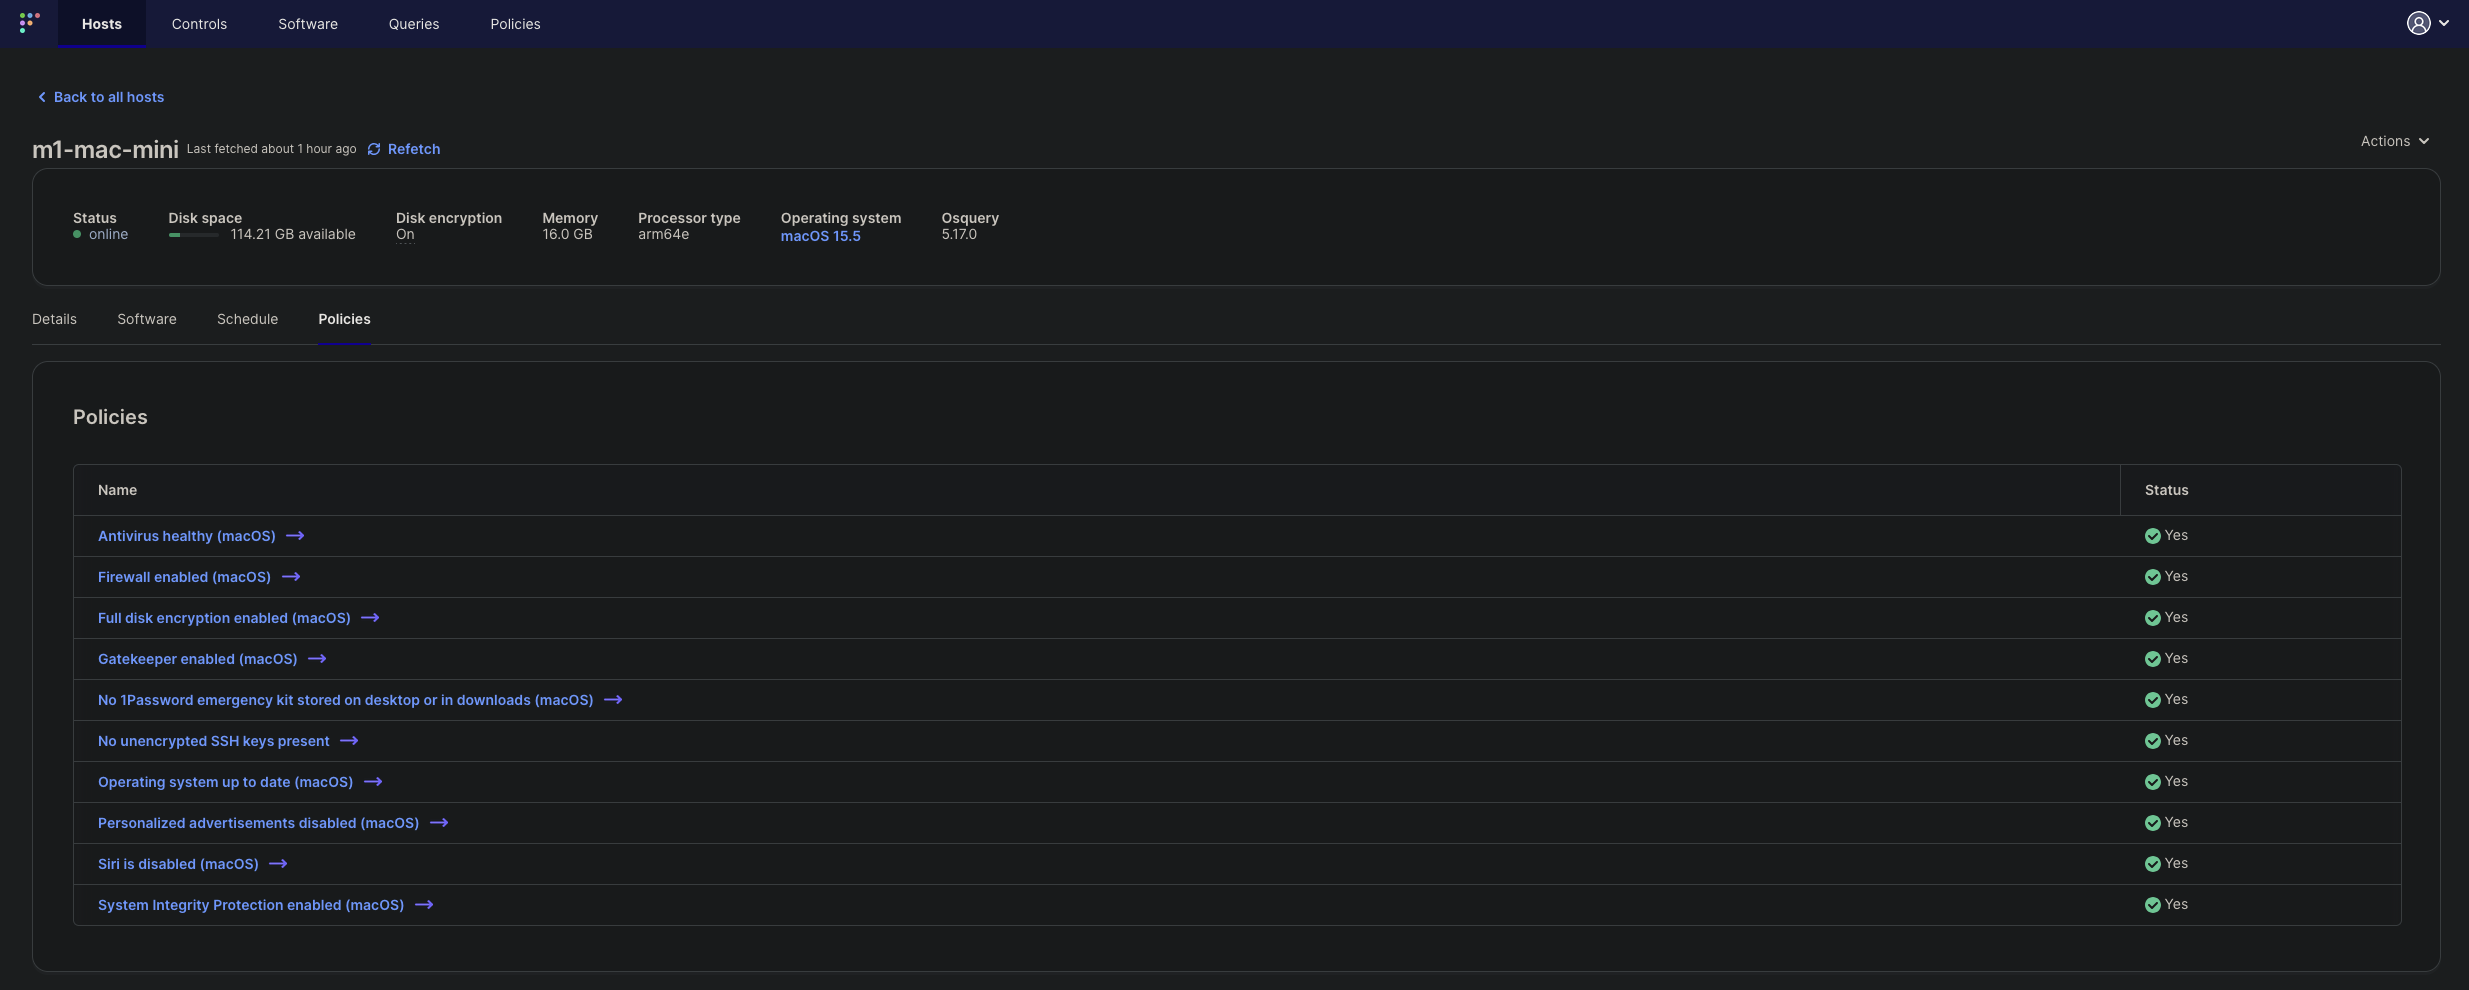 Hosts Controls Software Queries Policies
Back to all hosts
m1-mac-mini Last fetched about 1 hour ago Refetch
Actions
Status Disk space Disk encryption Memory Processor type Operating system Osquery
online 114.21 GB available On 16.0 GB arm64e macOS 15.5 5.17.0
Details Software Schedule Policies
Policies
Name Status
Antivirus healthy (macOS) Yes
Firewall enabled (macOS) Yes
Full disk encryption enabled (macOS) Yes
Gatekeeper enabled (macOS) Yes
No 1Password emergency kit stored on desktop or in downloads (macOS) Yes
No unencrypted SSH keys present Yes
Operating system up to date (macOS) Yes
Personalized advertisements disabled (macOS) Yes
Siri is disabled (macOS) Yes
System Integrity Protection enabled (macOS) Yes